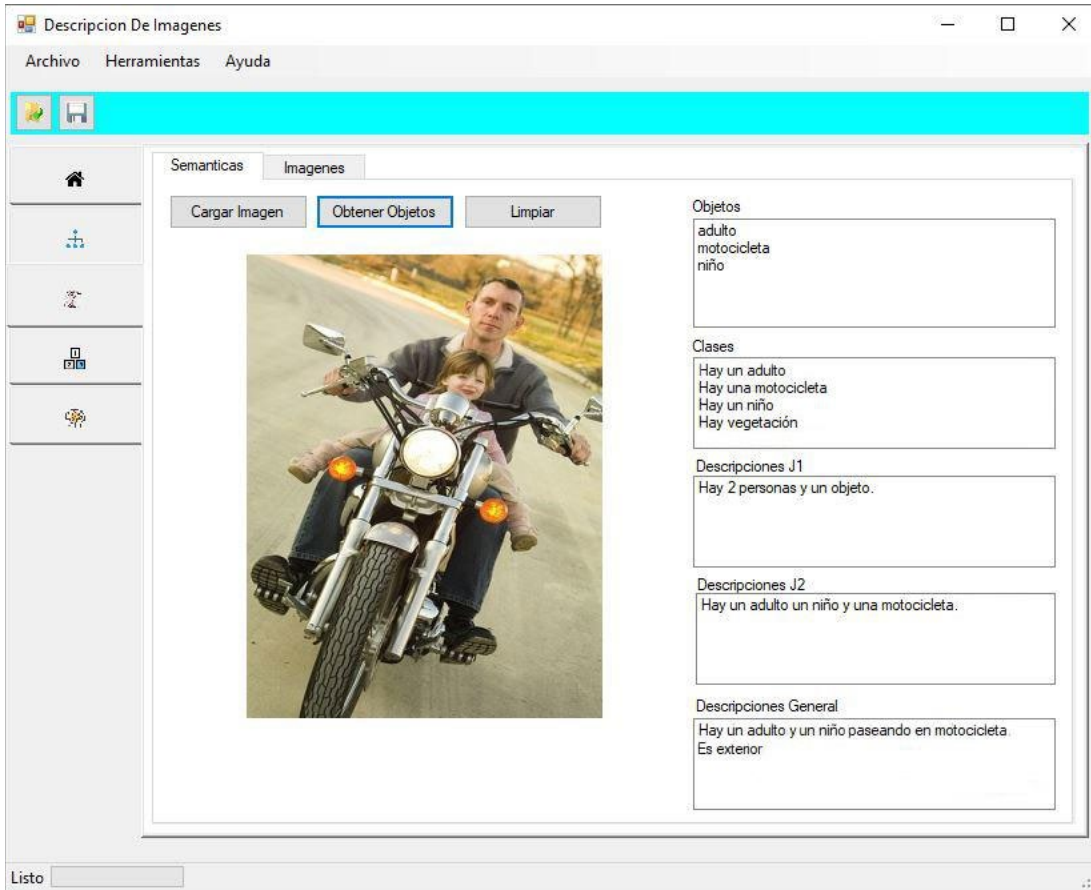 Descripcion De Imagenes
Archivo Herramientas Ayuda
Semanticas Imagenes
Cargar Imagen Obtener Objetos Limpiar
Objetos
adulto
motocicleta
niño
Clases
Hay un adulto
Hay una motocicleta
Hay un niño
Hay vegetación
Descripciones J1
Hay 2 personas y un objeto.
Descripciones J2
Hay un adulto un niño y una motocicleta.
Descripciones General
Hay un adulto y un niño paseando en motocicleta.
Es exterior
Listo